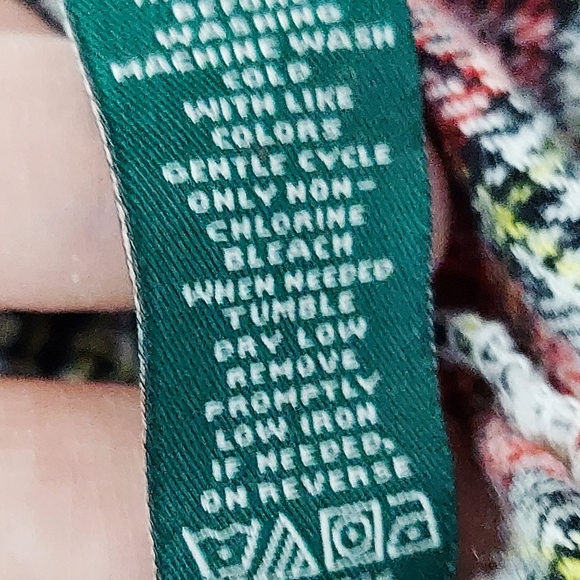 WASHING
MACHINE WASH
COLD
WITH LIKE
COLORS
GENTLE CYCLE
ONLY NON-
CHLORINE
BLEACH
WHEN NEEDED
TUMBLE
DRY LOW
REMOVE
PROMPTLY
LOW IRON
IF NEEDED.
ON REVERSE